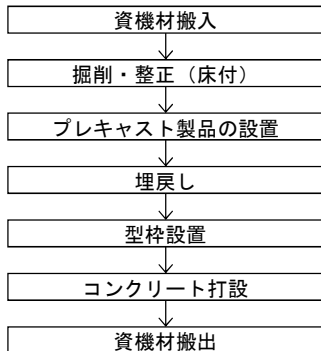 資機材搬入
掘削・整正（床付）
プレキャスト製品の設置
埋戻し
型枠設置
コンクリート打設
資機材搬出